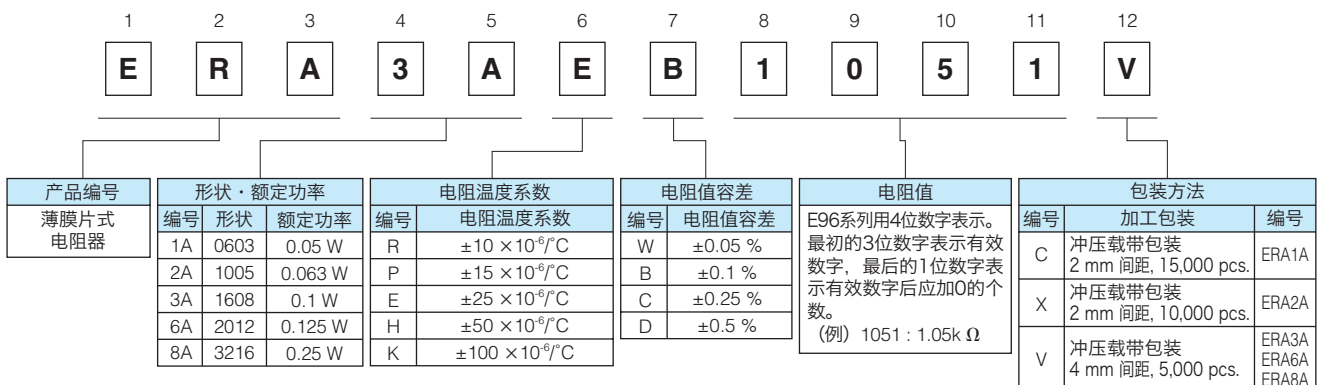 1 2 3 4 5 6 7 8 9 10 11 12
E R A 3 A E B 1 0 5 1 V
产品编号
薄膜片式
电阻器
形状・额定功率
编号 形状 额定功率
1A 0603 0.05 W
2A 1005 0.063 W
3A 1608 0.1 W
6A 2012 0.125 W
8A 3216 0.25 W
电阻温度系数
编号 电阻温度系数
R ±10 ×10⁻⁶/°C
P ±15 ×10⁻⁶/°C
E ±25 ×10⁻⁶/°C
H ±50 ×10⁻⁶/°C
K ±100 ×10⁻⁶/°C
电阻值容差
编号 电阻值容差
W ±0.05 %
B ±0.1 %
C ±0.25 %
D ±0.5 %
电阻值
E96系列用4位数字表示。
最初的3位数字表示有效
数字，最后的1位数字表
示有效数字后应加0的个
数。
（例）1051 : 1.05k Ω
包装方法
编号 加工包装 编号
C 冲压载带包装
2 mm 间距, 15,000 pcs. ERA1A
X 冲压载带包装
2 mm 间距, 10,000 pcs. ERA2A
V 冲压载带包装
4 mm 间距, 5,000 pcs.
ERA3A
ERA6A
ERA8A